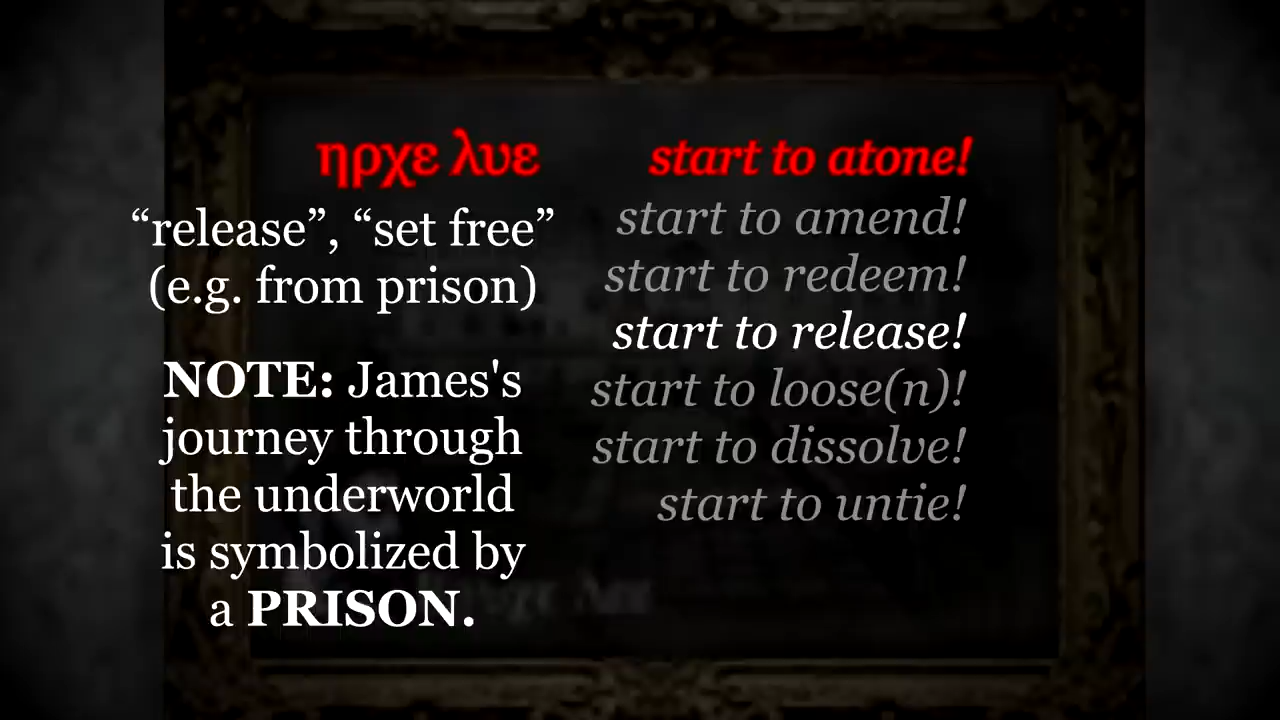 ηρχε λυε
“release”, “set free”
(e.g. from prison)
NOTE: James's
journey through
the underworld
is symbolized by
a PRISON.
start to atone!
start to amend!
start to redeem!
start to release!
start to loose(n)!
start to dissolve!
start to untie!